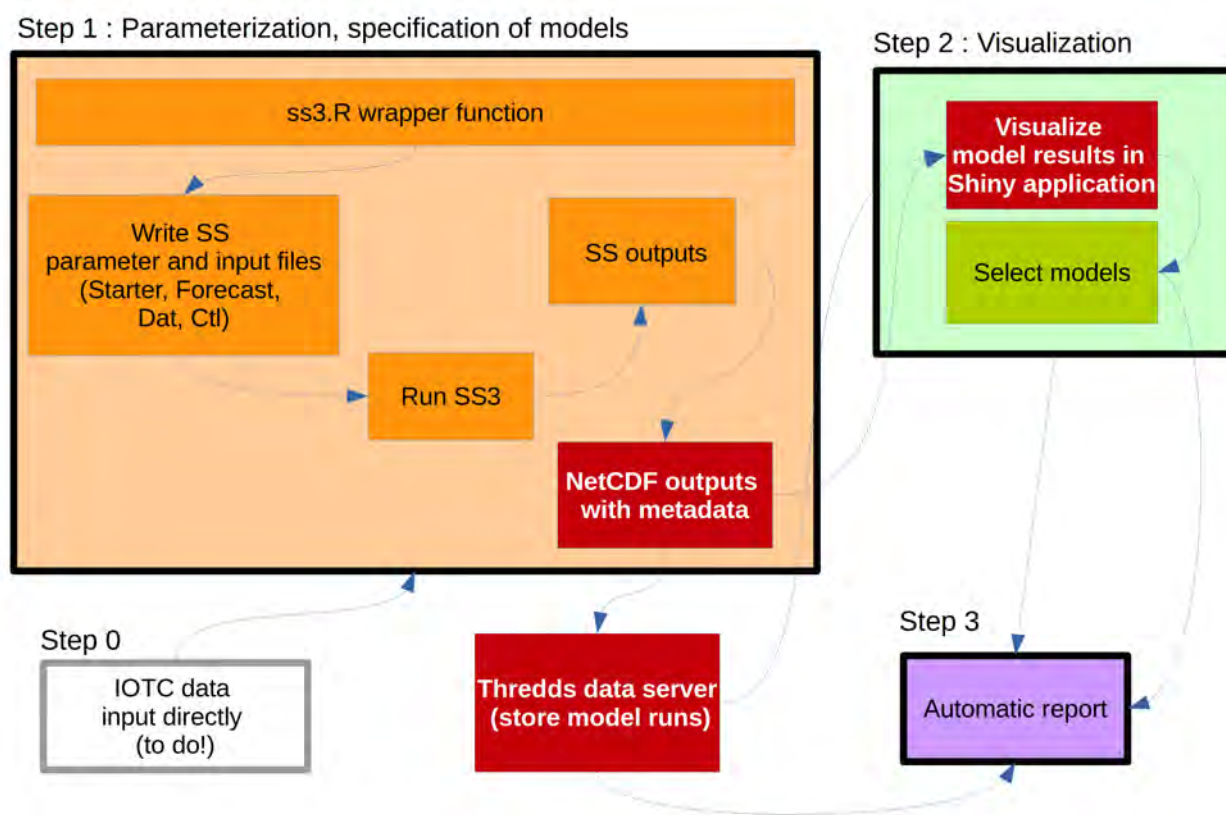 Step 1 : Parameterization, specification of models
ss3.R wrapper function
Write SS
parameter and input files
(Starter, Forecast,
Dat, Ctl)
SS outputs
Run SS3
NetCDF outputs
with metadata
Step 2 : Visualization
Visualize
model results in
Shiny application
Select models
Step 0
IOTC data
input directly
(to do!)
Thredds data server
(store model runs)
Step 3
Automatic report